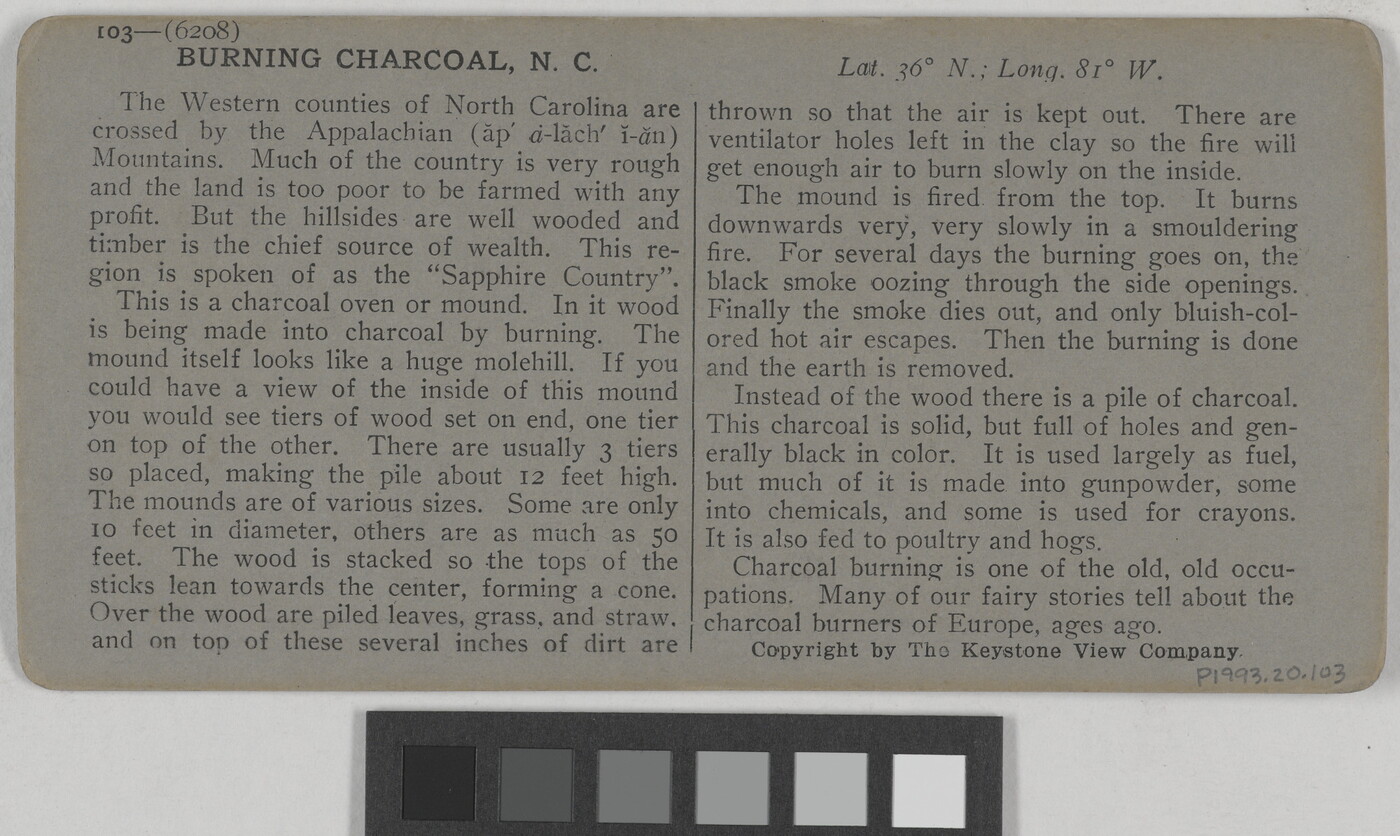 103—(6208)
BURNING CHARCOAL, N. C.
Lat. 36° N.; Long. 81° W.
The Western counties of North Carolina are
crossed by the Appalachian (ăp′ ȧ-lăch′ ĭ-ăn)
Mountains. Much of the country is very rough
and the land is too poor to be farmed with any
profit. But the hillsides are well wooded and
timber is the chief source of wealth. This re-
gion is spoken of as the “Sapphire Country”.
This is a charcoal oven or mound. In it wood
is being made into charcoal by burning. The
mound itself looks like a huge molehill. If you
could have a view of the inside of this mound
you would see tiers of wood set on end, one tier
on top of the other. There are usually 3 tiers
so placed, making the pile about 12 feet high.
The mounds are of various sizes. Some are only
10 feet in diameter, others are as much as 50
feet. The wood is stacked so the tops of the
sticks lean towards the center, forming a cone.
Over the wood are piled leaves, grass, and straw,
and on top of these several inches of dirt are
thrown so that the air is kept out. There are
ventilator holes left in the clay so the fire will
get enough air to burn slowly on the inside.
The mound is fired from the top. It burns
downwards very, very slowly in a smouldering
fire. For several days the burning goes on, the
black smoke oozing through the side openings.
Finally the smoke dies out, and only bluish-col-
ored hot air escapes. Then the burning is done
and the earth is removed.
Instead of the wood there is a pile of charcoal.
This charcoal is solid, but full of holes and gen-
erally black in color. It is used largely as fuel,
but much of it is made into gunpowder, some
into chemicals, and some is used for crayons.
It is also fed to poultry and hogs.
Charcoal burning is one of the old, old occu-
pations. Many of our fairy stories tell about the
charcoal burners of Europe, ages ago.
Copyright by The Keystone View Company.
P1993.20.103